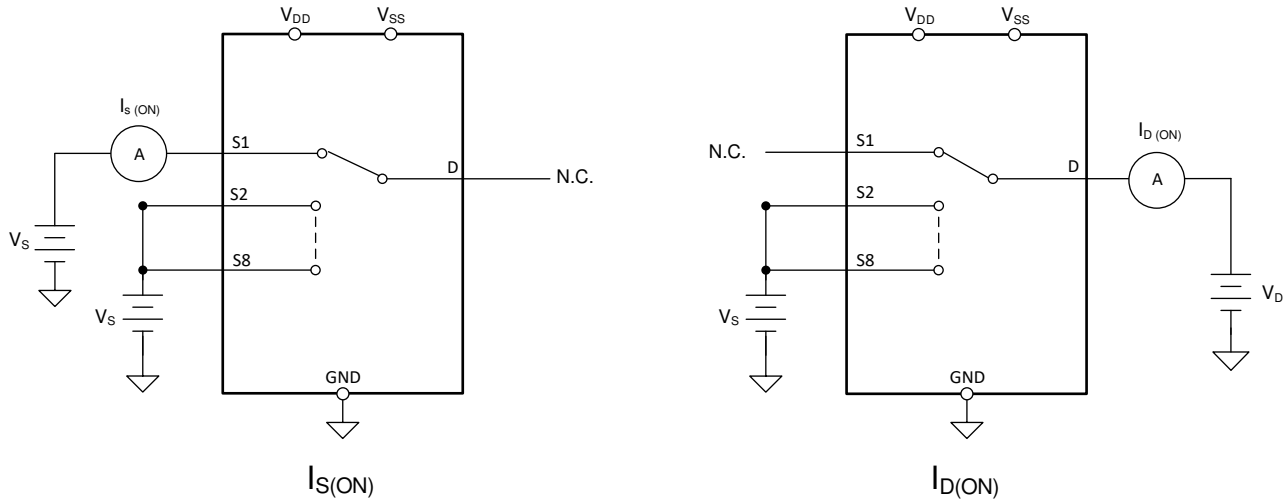 VDD
VSS
Is (ON)
A
S1
D
N.C.
S2
VS
S8
VS
GND
IS(ON)
VDD
VSS
N.C.
S1
D
ID (ON)
A
S2
S8
VS
VD
GND
ID(ON)